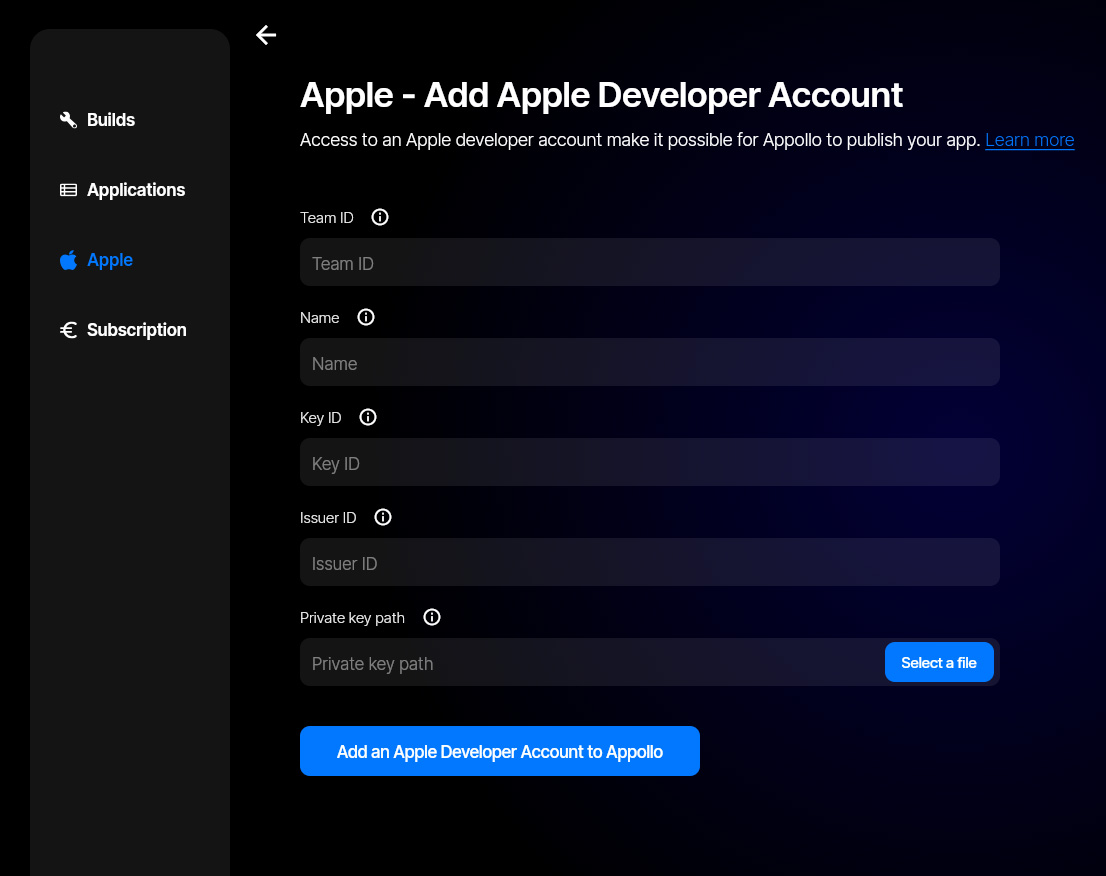 Builds
Applications
Apple
Subscription
Apple - Add Apple Developer Account
Access to an Apple developer account make it possible for Appollo to publish your app. Learn more
Team ID
Team ID
Name
Name
Key ID
Key ID
Issuer ID
Issuer ID
Private key path
Private key path
Select a file
Add an Apple Developer Account to Appollo